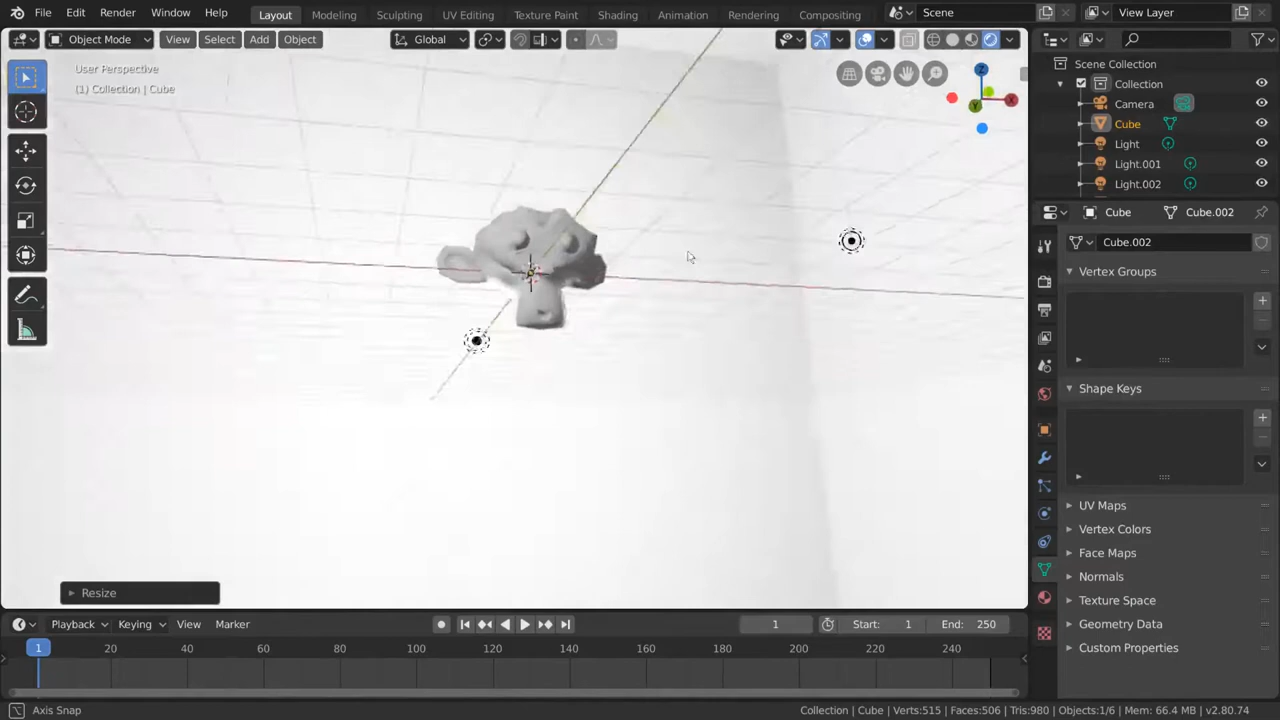 File Edit Render Window Help Layout Modeling Sculpting UV Editing Texture Paint Shading Animation Rendering Compositing Scene View Layer
Object Mode View Select Add Object Global
User Perspective
(1) Collection | Cube
Z
X
Y
Scene Collection
Collection
Camera
Cube
Light
Light.001
Light.002
Cube Cube.002
Cube.002
Vertex Groups
Shape Keys
UV Maps
Vertex Colors
Face Maps
Normals
Texture Space
Geometry Data
Custom Properties
Resize
Playback Keying View Marker 1 Start: 1 End: 250
1 20 40 60 80 100 120 140 160 180 200 220 240
Axis Snap Collection | Cube | Verts:515 | Faces:506 | Tris:980 | Objects:1/6 | Mem: 66.4 MB | v2.80.74